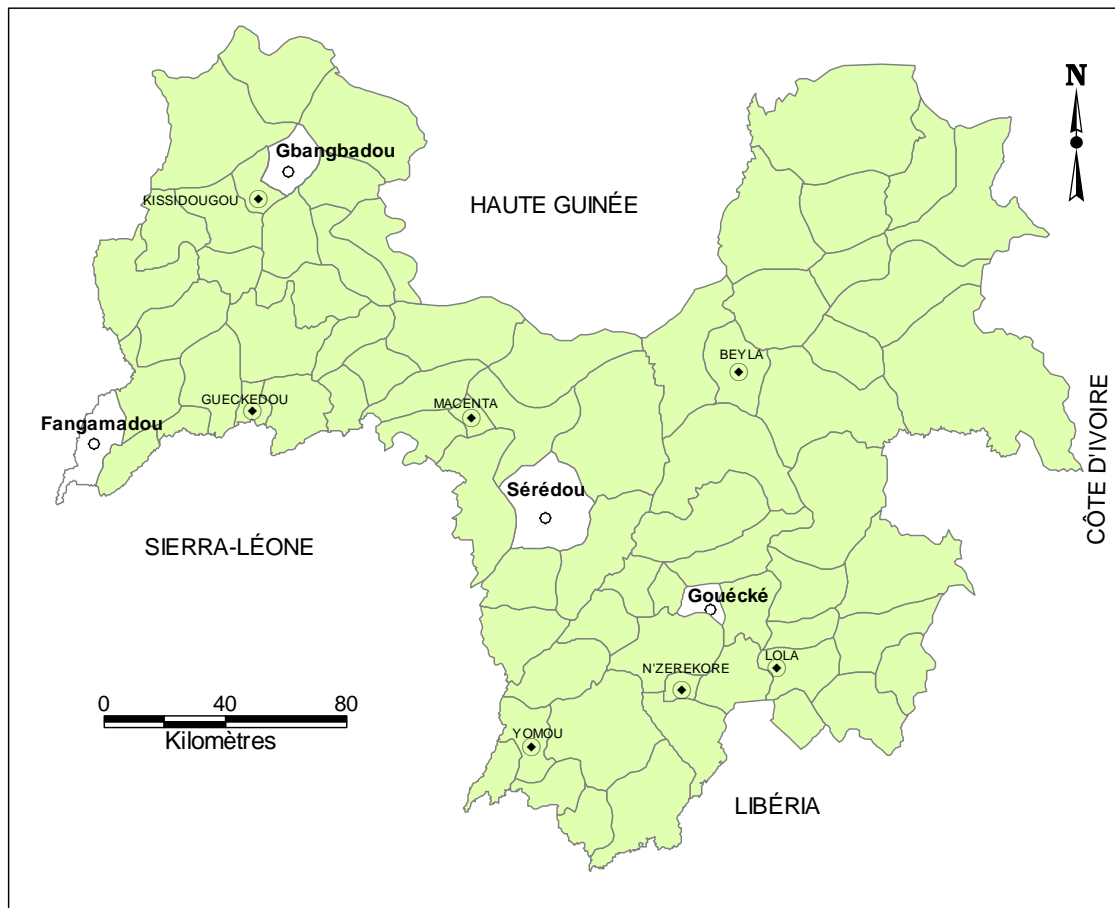 N
Gbangbadou
KISSIDOUGOU
HAUTE GUINÉE
BEYLA
GUECKEDOU
MACENTA
Fangamadou
CÔTE D'IVOIRE
Sérédou
SIERRA-LÉONE
Gouécké
LOLA
N'ZEREKORE
0 40 80
Kilomètres
YOMOU
LIBÉRIA